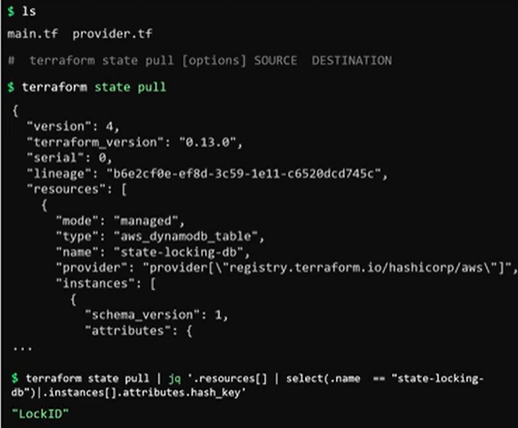 $ ls
main.tf  provider.tf
#  terraform state pull [options] SOURCE  DESTINATION
$ terraform state pull
{
  "version": 4,
  "terraform_version": "0.13.0",
  "serial": 0,
  "lineage": "b6e2cf0e-ef8d-3c59-1e11-c6520dcd745c",
  "resources": [
    {
      "mode": "managed",
      "type": "aws_dynamodb_table",
      "name": "state-locking-db",
      "provider": "provider[\"registry.terraform.io/hashicorp/aws\"]",
      "instances": [
        {
          "schema_version": 1,
          "attributes": {
...
$ terraform state pull | jq '.resources[] | select(.name  == "state-locking-
db")|.instances[].attributes.hash_key'
"LockID"